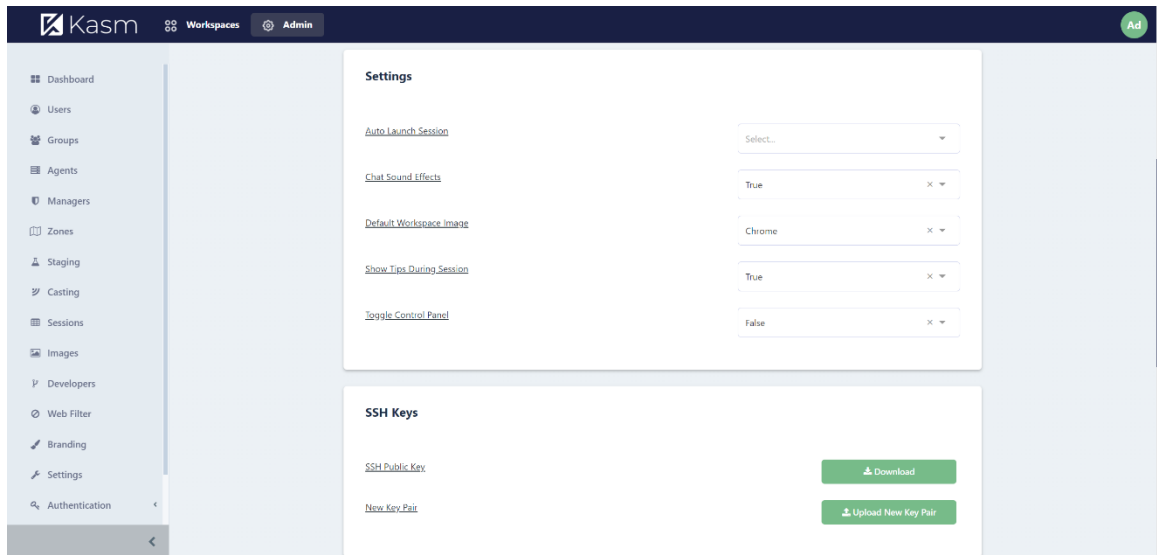 Kasm
Workspaces
Admin
Ad
Dashboard
Users
Groups
Agents
Managers
Zones
Staging
Casting
Sessions
Images
Developers
Web Filter
Branding
Settings
Authentication
Settings
Auto Launch Session
Select...
Chat Sound Effects
True
Default Workspace Image
Chrome
Show Tips During Session
True
Toggle Control Panel
False
SSH Keys
SSH Public Key
Download
New Key Pair
Upload New Key Pair